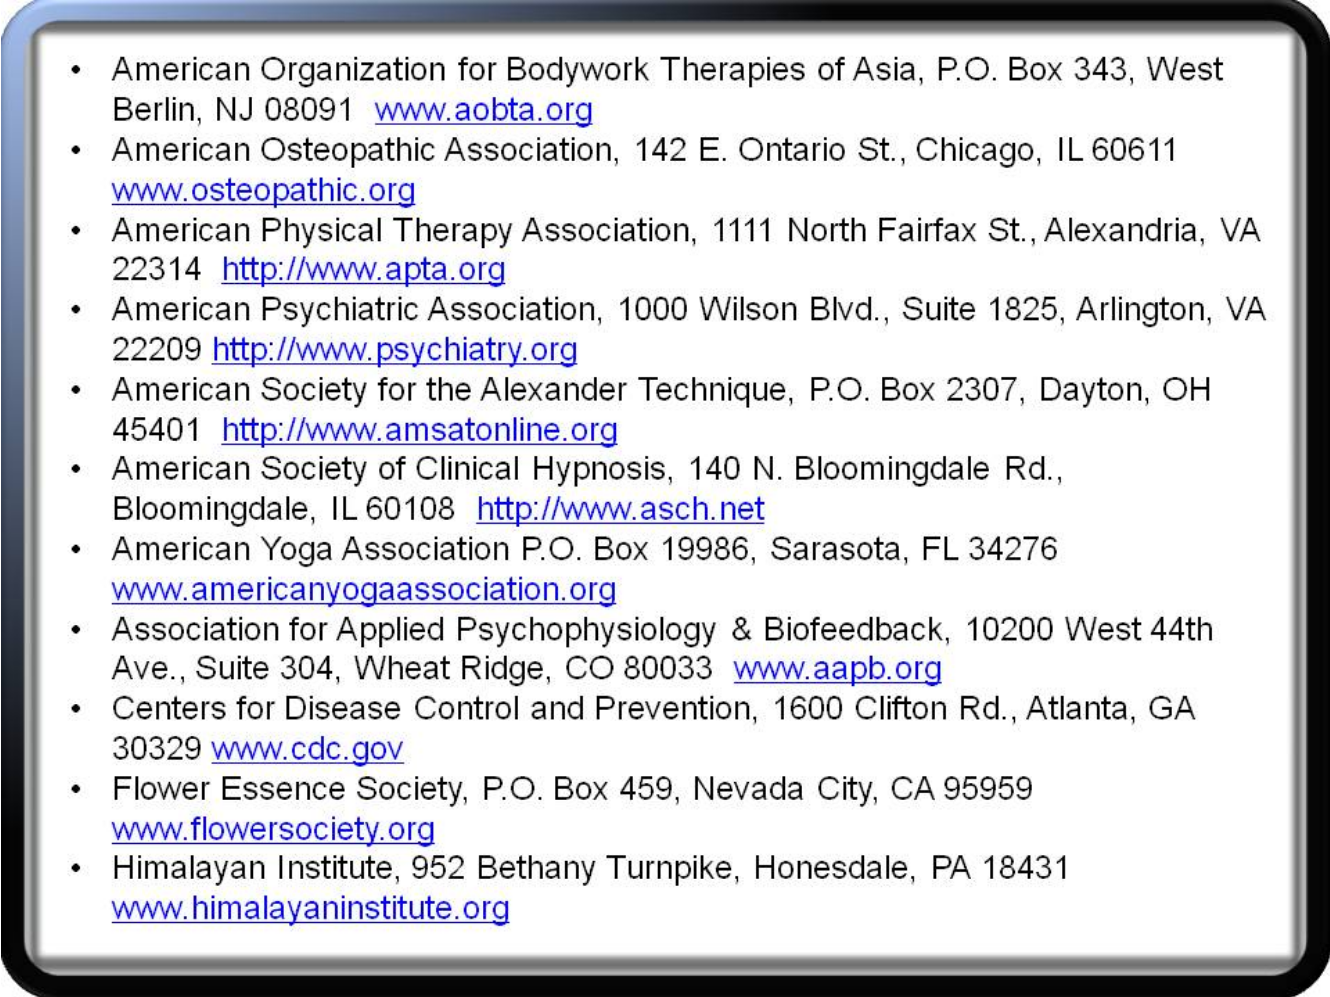 • American Organization for Bodywork Therapies of Asia, P.O. Box 343, West
Berlin, NJ 08091 www.aobta.org
• American Osteopathic Association, 142 E. Ontario St., Chicago, IL 60611
www.osteopathic.org
• American Physical Therapy Association, 1111 North Fairfax St., Alexandria, VA
22314 http://www.apta.org
• American Psychiatric Association, 1000 Wilson Blvd., Suite 1825, Arlington, VA
22209 http://www.psychiatry.org
• American Society for the Alexander Technique, P.O. Box 2307, Dayton, OH
45401 http://www.amsatonline.org
• American Society of Clinical Hypnosis, 140 N. Bloomingdale Rd.,
Bloomingdale, IL 60108 http://www.asch.net
• American Yoga Association P.O. Box 19986, Sarasota, FL 34276
www.americanyogaassociation.org
• Association for Applied Psychophysiology & Biofeedback, 10200 West 44th
Ave., Suite 304, Wheat Ridge, CO 80033 www.aapb.org
• Centers for Disease Control and Prevention, 1600 Clifton Rd., Atlanta, GA
30329 www.cdc.gov
• Flower Essence Society, P.O. Box 459, Nevada City, CA 95959
www.flowersociety.org
• Himalayan Institute, 952 Bethany Turnpike, Honesdale, PA 18431
www.himalayaninstitute.org